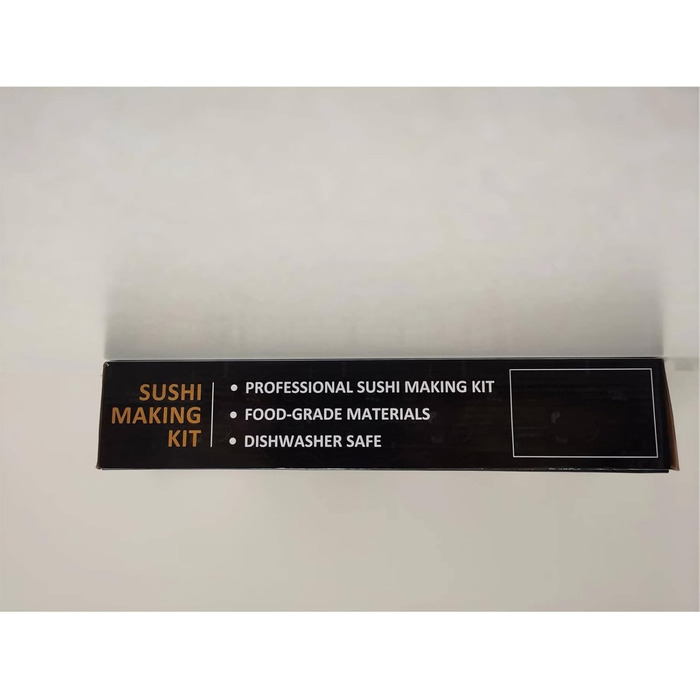 SUSHI
MAKING
KIT
• PROFESSIONAL SUSHI MAKING KIT
• FOOD-GRADE MATERIALS
• DISHWASHER SAFE